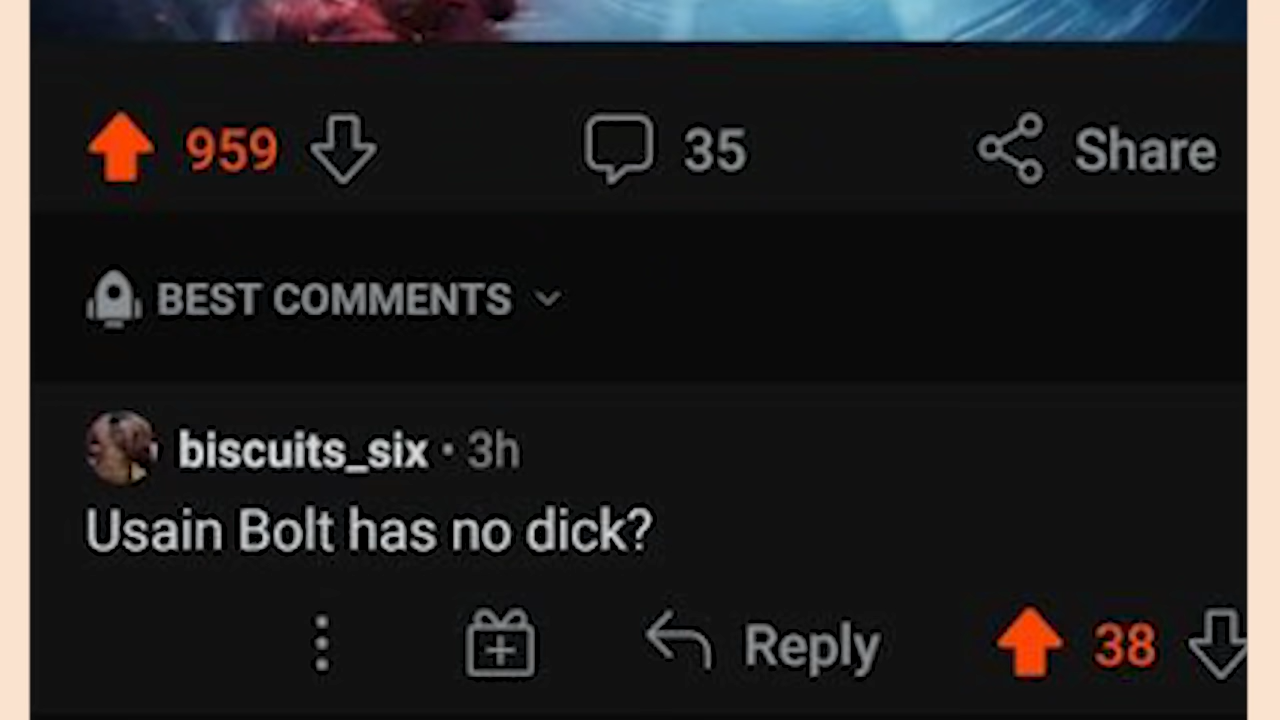 959 35 Share
BEST COMMENTS
biscuits_six • 3h
Usain Bolt has no dick?
Reply 38